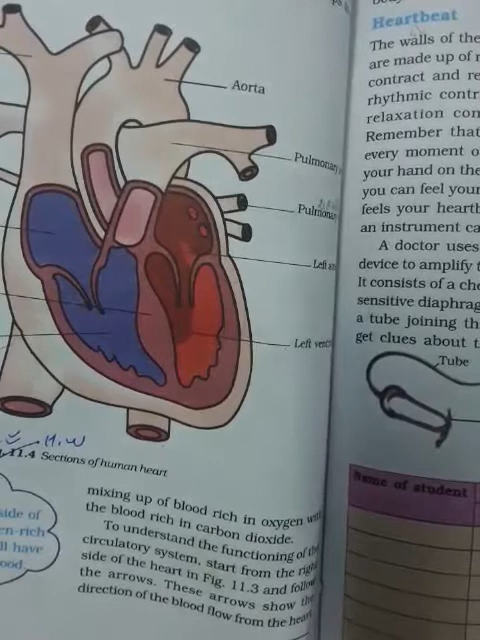 Aorta
Pulmonary
Pulmonary
Left
Left
H.W
11.4 Sections of human heart
side of
en-rich
ll have
ood.
mixing up of blood rich in oxygen with
the blood rich in carbon dioxide.
To understand the functioning of the
circulatory system, start from the right
side of the heart in Fig. 11.3 and follow
the arrows. These arrows show the
direction of the blood flow from the heart
Heartbeat
The walls of the
are made up of
contract and re
rhythmic contr
relaxation con
Remember that
every moment o
your hand on the
you can feel your
feels your heartb
an instrument ca
A doctor uses
device to amplify t
It consists of a che
sensitive diaphrag
a tube joining th
get clues about t
Tube
Name of student